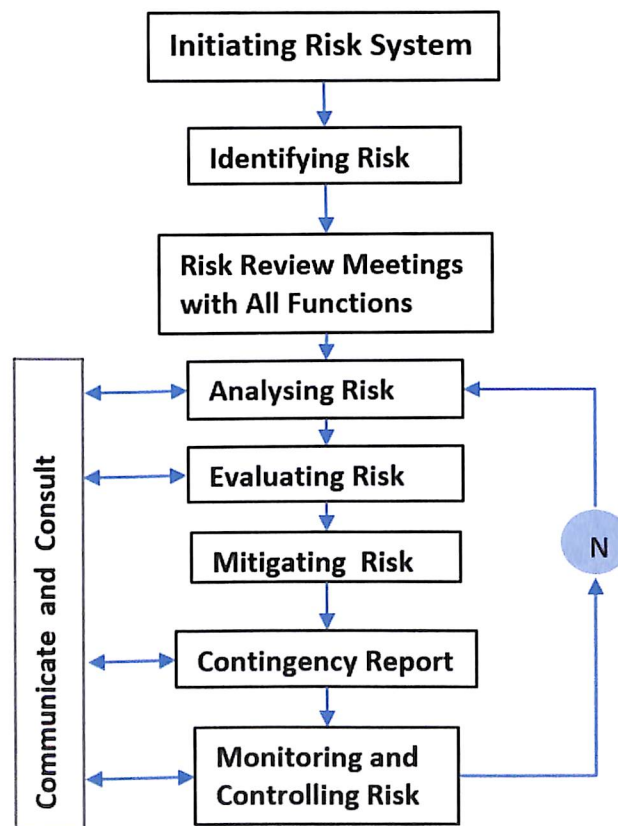 Initiating Risk System
Identifying Risk
Risk Review Meetings
with All Functions
Analysing Risk
Evaluating Risk
Mitigating Risk
Contingency Report
Monitoring and
Controlling Risk
Communicate and Consult
N